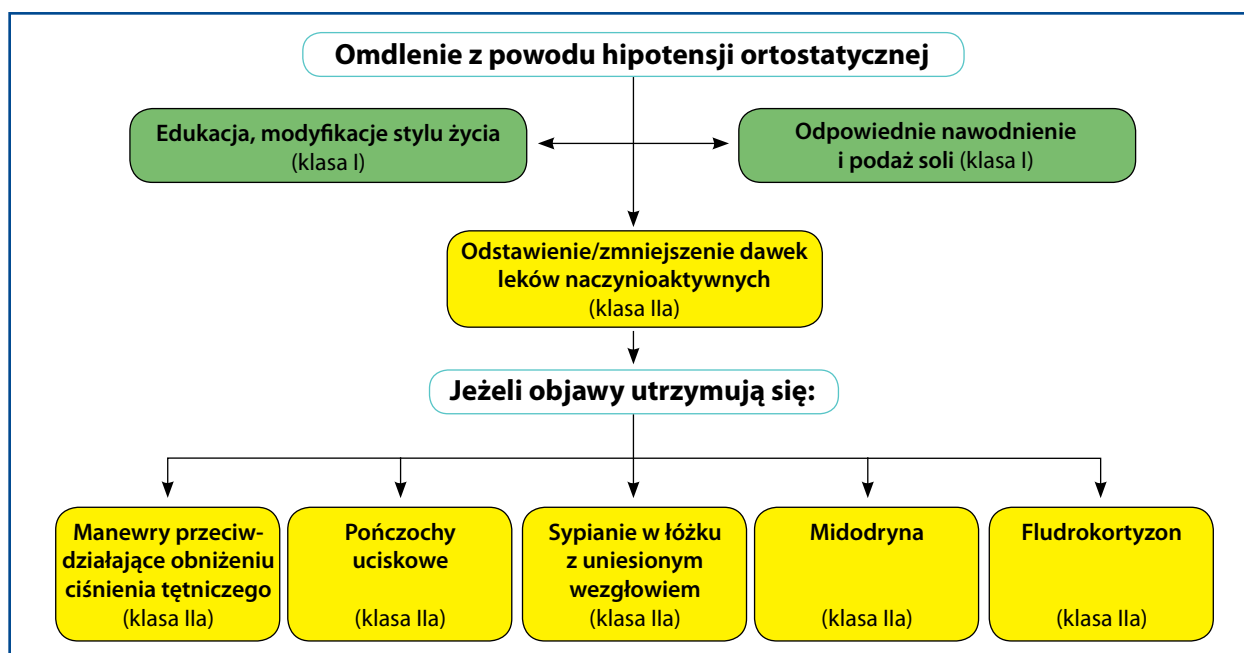 Omdlenie z powodu hipotensji ortostatycznej
Edukacja, modyfikacje stylu życia
(klasa I)
Odpowiednie nawodnienie
i podaż soli (klasa I)
Odstawienie/zmniejszenie dawek
leków naczynioaktywnych
(klasa IIa)
Jeżeli objawy utrzymują się:
Manewry przeciw-
działające obniżeniu
ciśnienia tętniczego
(klasa IIa)
Pończochy
uciskowe
(klasa IIa)
Sypianie w łóżku
z uniesionym
wezgłowiem
(klasa IIa)
Midodryna
(klasa IIa)
Fludrokortyzon
(klasa IIa)